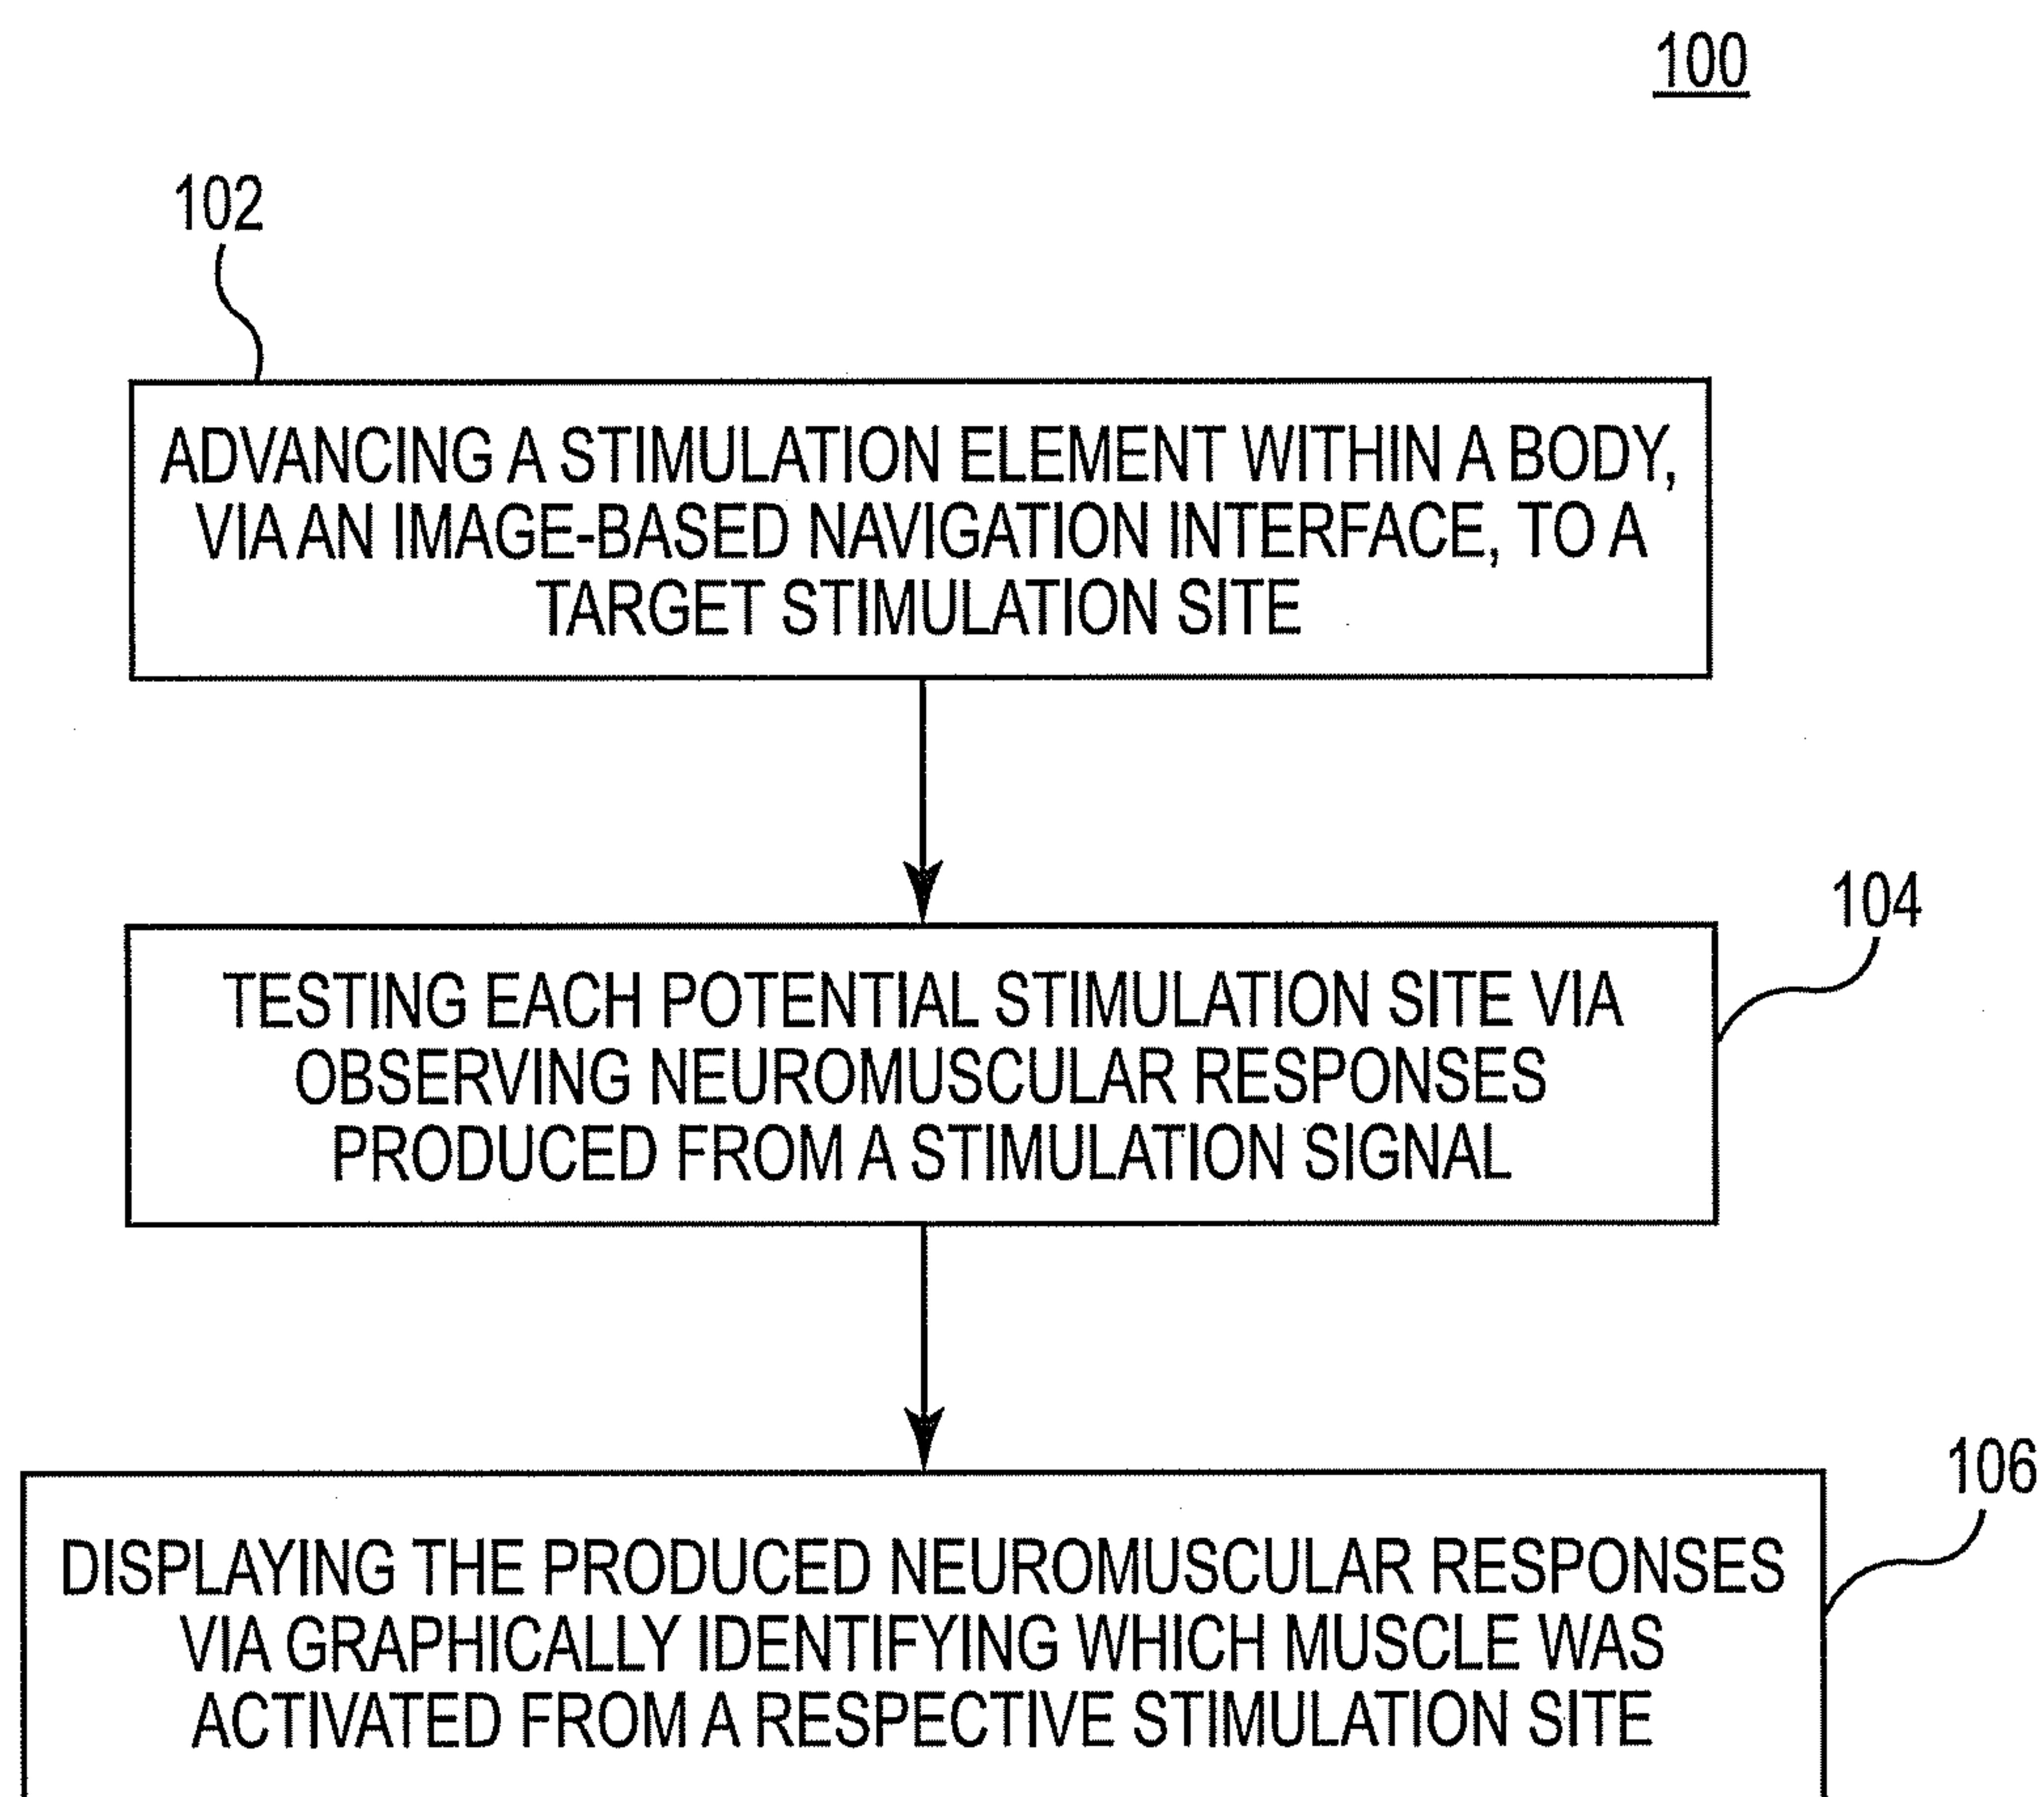 100
102
ADVANCING A STIMULATION ELEMENT WITHIN A BODY,
VIA AN IMAGE-BASED NAVIGATION INTERFACE, TO A
TARGET STIMULATION SITE
104
TESTING EACH POTENTIAL STIMULATION SITE VIA
OBSERVING NEUROMUSCULAR RESPONSES
PRODUCED FROM A STIMULATION SIGNAL
106
DISPLAYING THE PRODUCED NEUROMUSCULAR RESPONSES
VIA GRAPHICALLY IDENTIFYING WHICH MUSCLE WAS
ACTIVATED FROM A RESPECTIVE STIMULATION SITE